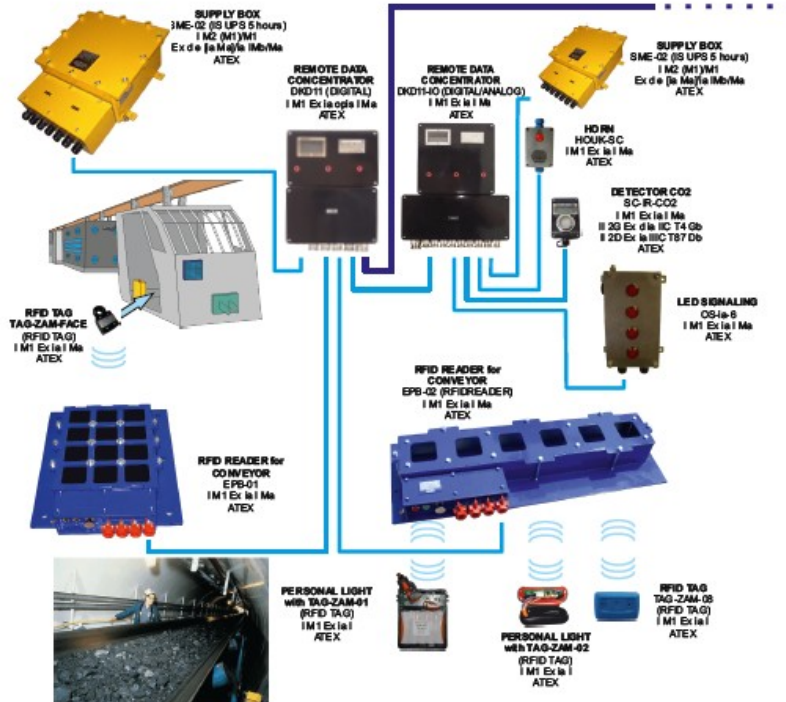 SUPPLY BOX
SME-02 (IS UPS 5 hours)
I M2 (M1)/M1
Ex d e [ia Ma]/ia IMb/Ma
ATEX
REMOTE DATA
CONCENTRATOR
DKD11 (DIGITAL)
I M1 Ex ia opis I Ma
ATEX
REMOTE DATA
CONCENTRATOR
DKD11-IO (DIGITAL/ANALOG)
I M1 Ex ia I Ma
ATEX
SUPPLY BOX
SME-02 (IS UPS 5 hours)
I M2 (M1)/M1
Ex d e [ia Ma]/ia IMb/Ma
ATEX
HORN
HOUK-SC
I M1 Ex ia I Ma
ATEX
DETECTOR CO2
SC-IR-CO2
I M1 Ex ia I Ma
II 2G Ex d ia IIC T4 Gb
II 2D Ex ia IIIC T87 Db
ATEX
RFID TAG
TAG-ZAM-FACE
(RFID TAG)
I M1 Ex ia I Ma
ATEX
LED SIGNALING
OS-ia-6
I M1 Ex ia I Ma
ATEX
RFID READER for
CONVEYOR
EPB-02 (RFIDREADER)
I M1 Ex ia I Ma
ATEX
RFID READER for
CONVEYOR
EPB-01
I M1 Ex ia I Ma
ATEX
PERSONAL LIGHT
with TAG-ZAM-01
(RFID TAG)
I M1 Ex ia I
ATEX
PERSONAL LIGHT
with TAG-ZAM-02
(RFID TAG)
I M1 Ex ia I
ATEX
RFID TAG
TAG-ZAM-08
(RFID TAG)
I M1 Ex ia I
ATEX